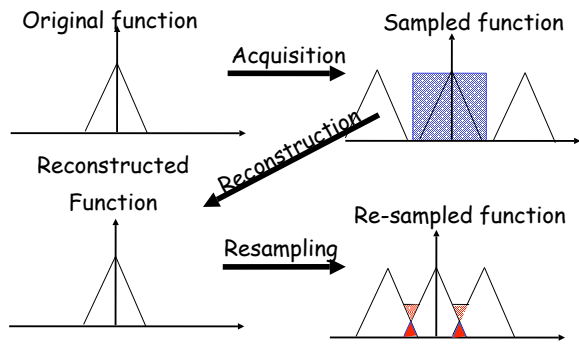 Original function
Acquisition
Sampled function
Reconstruction
Reconstructed
Function
Resampling
Re-sampled function